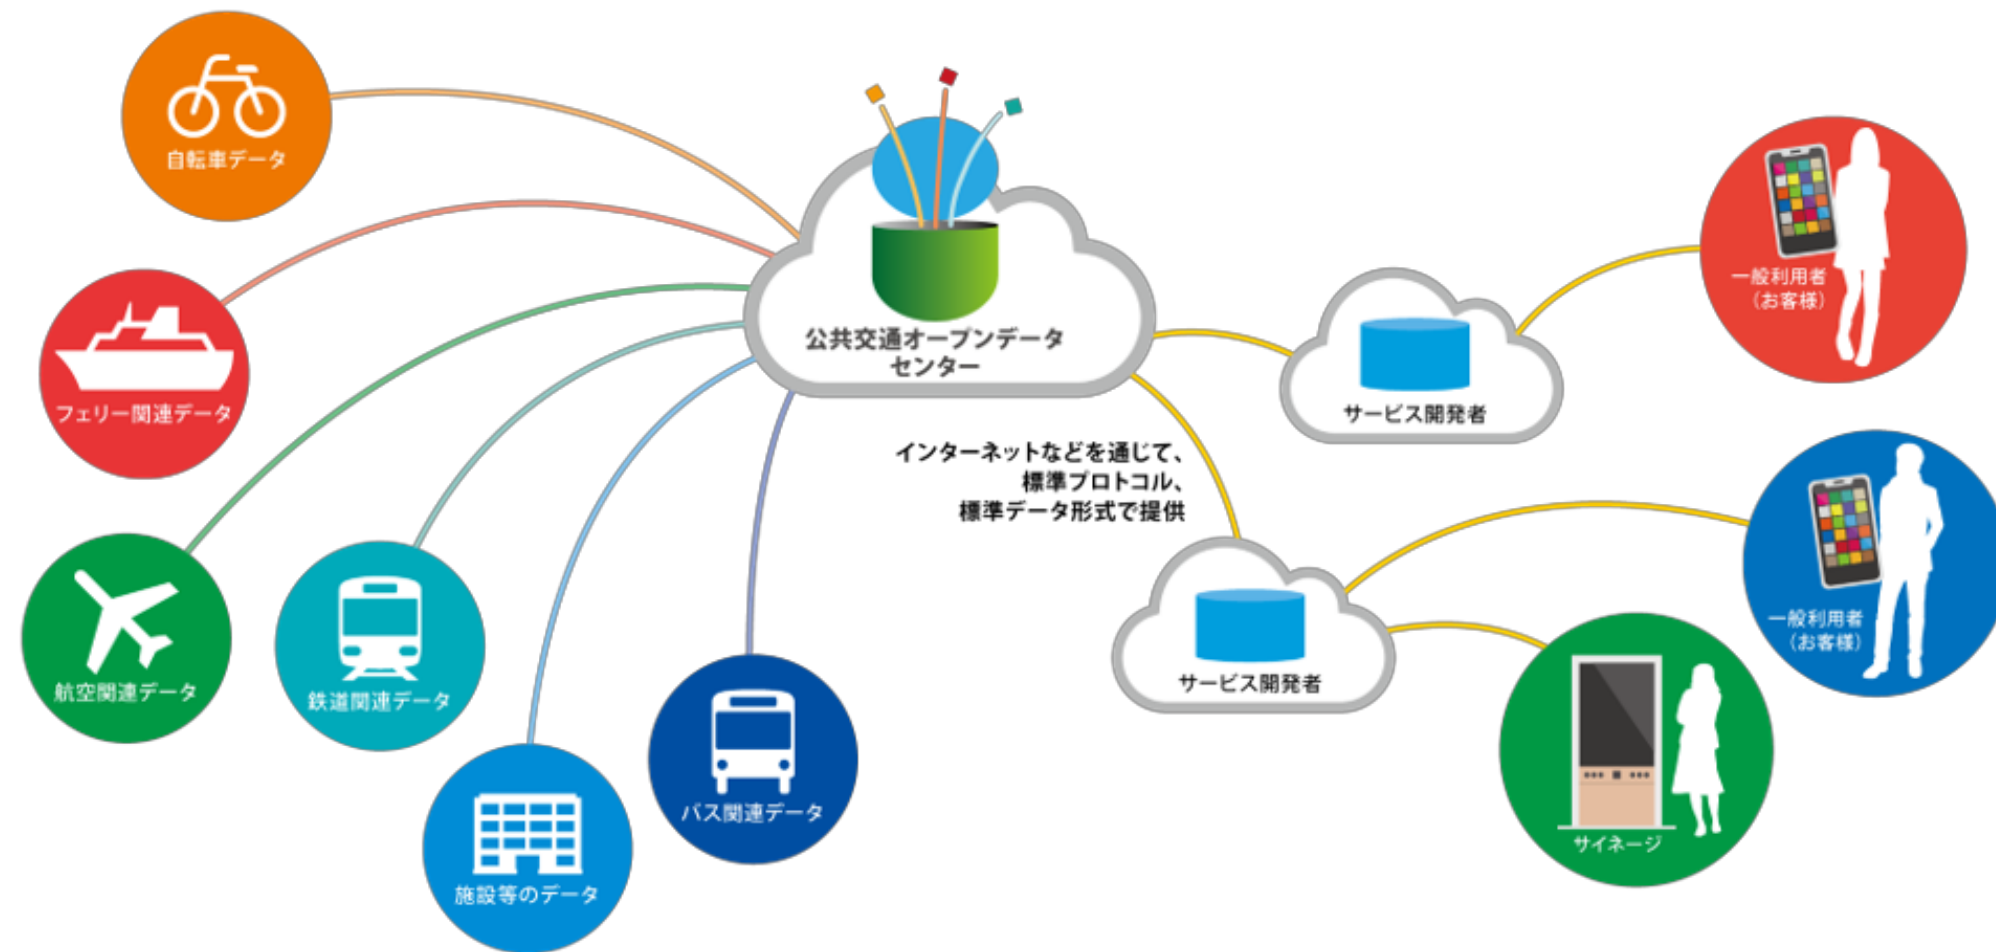 自転車データ
フェリー関連データ
航空関連データ
鉄道関連データ
施設等のデータ
バス関連データ
公共交通オープンデータ
センター
インターネットなどを通じて、
標準プロトコル、
標準データ形式で提供
サービス開発者
サービス開発者
一般利用者
（お客様）
一般利用者
（お客様）
サイネージ